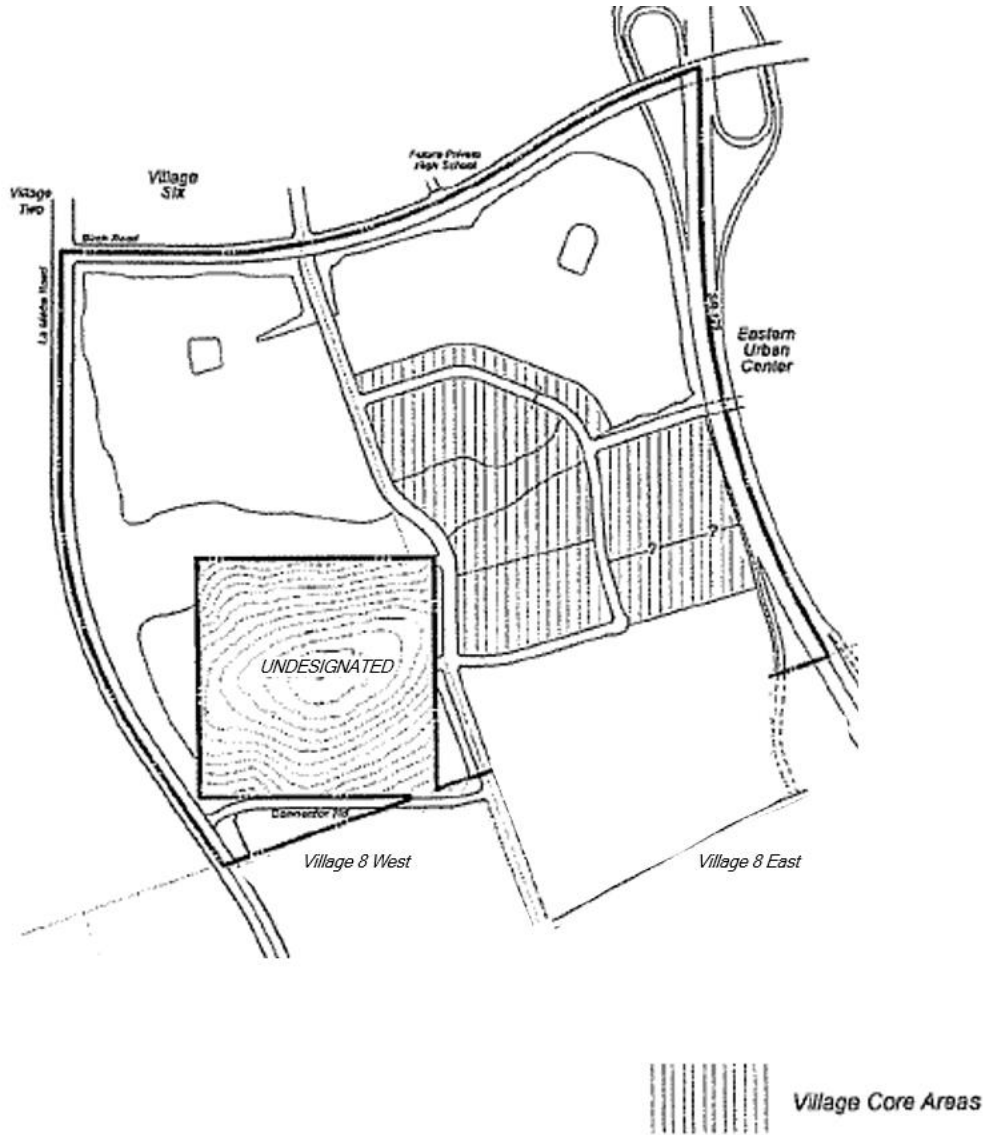 Future Private
High School
Village
Six
Village
Two
Birch Road
La Media Road
SR-125
Eastern
Urban
Center
?
?
UNDESIGNATED
Connector Rd
Village 8 West
Village 8 East
Village Core Areas